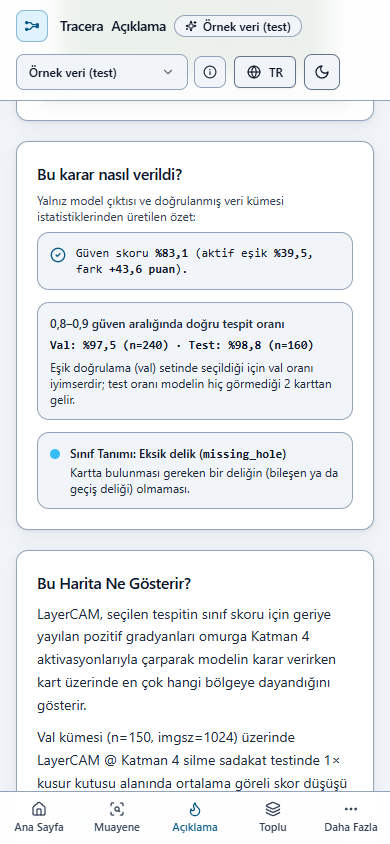 Tracera Açıklama Örnek veri (test)
Örnek veri (test) TR
Bu karar nasıl verildi?
Yalnız model çıktısı ve doğrulanmış veri kümesi
istatistiklerinden üretilen özet:
Güven skoru %83,1 (aktif eşik %39,5,
fark +43,6 puan).
0,8–0,9 güven aralığında doğru tespit oranı
Val: %97,5 (n=240) · Test: %98,8 (n=160)
Eşik doğrulama (val) setinde seçildiği için val oranı
iyimserdir; test oranı modelin hiç görmediği 2 karttan
gelir.
Sınıf Tanımı: Eksik delik (missing_hole)
Kartta bulunması gereken bir deliğin (bileşen ya da
geçiş deliği) olmaması.
Bu Harita Ne Gösterir?
LayerCAM, seçilen tespitin sınıf skoru için geriye
yayılan pozitif gradyanları omurga Katman 4
aktivasyonlarıyla çarparak modelin karar verirken
kart üzerinde en çok hangi bölgeye dayandığını
gösterir.
Val kümesi (n=150, imgsz=1024) üzerinde
LayerCAM @ Katman 4 silme sadakat testinde 1×
kusur kutusu alanında ortalama göreli skor düşüşü
Ana Sayfa Muayene Açıklama Toplu Daha Fazla